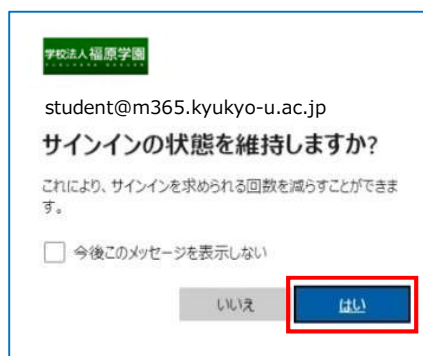 学校法人福原学園
student@m365.kyukyo-u.ac.jp
サインインの状態を維持しますか?
これにより、サインインを求められる回数を減らすことができま
す。
今後このメッセージを表示しない
いいえ
はい